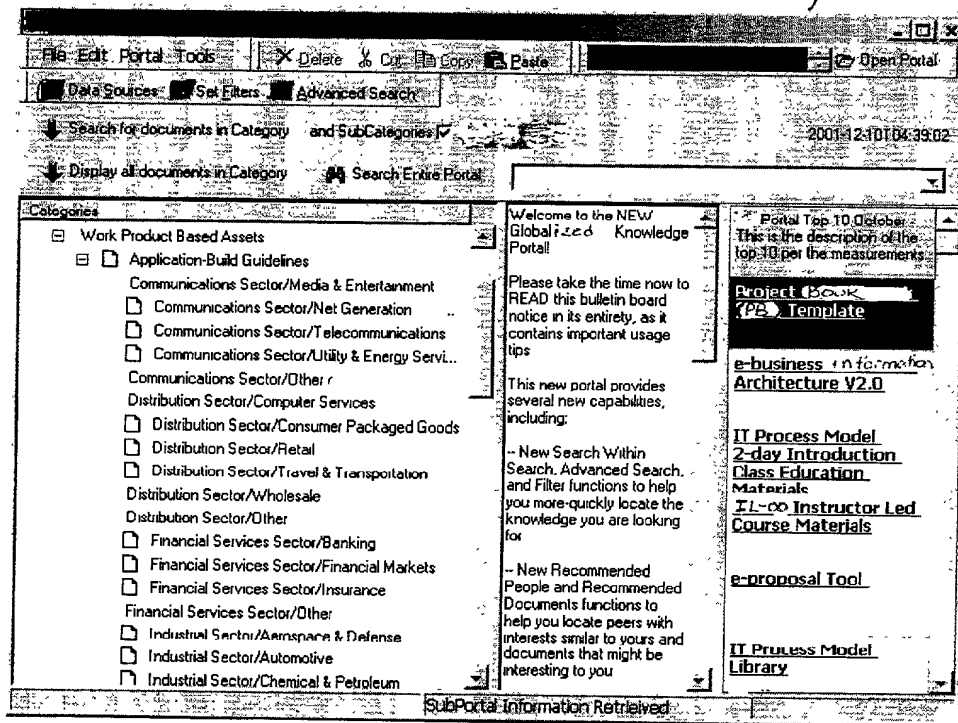 File Edit Portal Tools
Delete Cut Copy Paste
Open Portal
Data Sources Set Filters Advanced Search
Search for documents in Category and SubCategories
2001-12-10T04:39:02
Display all documents in Category Search Entire Portal
Categories
Work Product Based Assets
Application-Build Guidelines
Communications Sector/Media & Entertainment
Communications Sector/Net Generation
Communications Sector/Telecommunications
Communications Sector/Utility & Energy Servi...
Communications Sector/Other
Distribution Sector/Computer Services
Distribution Sector/Consumer Packaged Goods
Distribution Sector/Retail
Distribution Sector/Travel & Transportation
Distribution Sector/Wholesale
Distribution Sector/Other
Financial Services Sector/Banking
Financial Services Sector/Financial Markets
Financial Services Sector/Insurance
Financial Services Sector/Other
Industrial Sector/Aerospace & Defense
Industrial Sector/Automotive
Industrial Sector/Chemical & Petroleum
Welcome to the NEW
Globalized Knowledge
Portal!
Please take the time now to
READ this bulletin board
notice in its entirety, as it
contains important usage
tips
This new portal provides
several new capabilities,
including:
-- New Search Within
Search, Advanced Search,
and Filter functions to help
you more-quickly locate the
knowledge you are looking
for
-- New Recommended
People and Recommended
Documents functions to
help you locate peers with
interests similar to yours and
documents that might be
interesting to you
Portal Top 10 October
This is the description of the
top 10 per the measurements
Project Book
(PB) Template
e-business information
Architecture V2.0
IT Process Model
2-day Introduction
Class Education
Materials
IL-00 Instructor Led
Course Materials
e-proposal Tool
IT Process Model
Library
SubPortal Information Retrieived